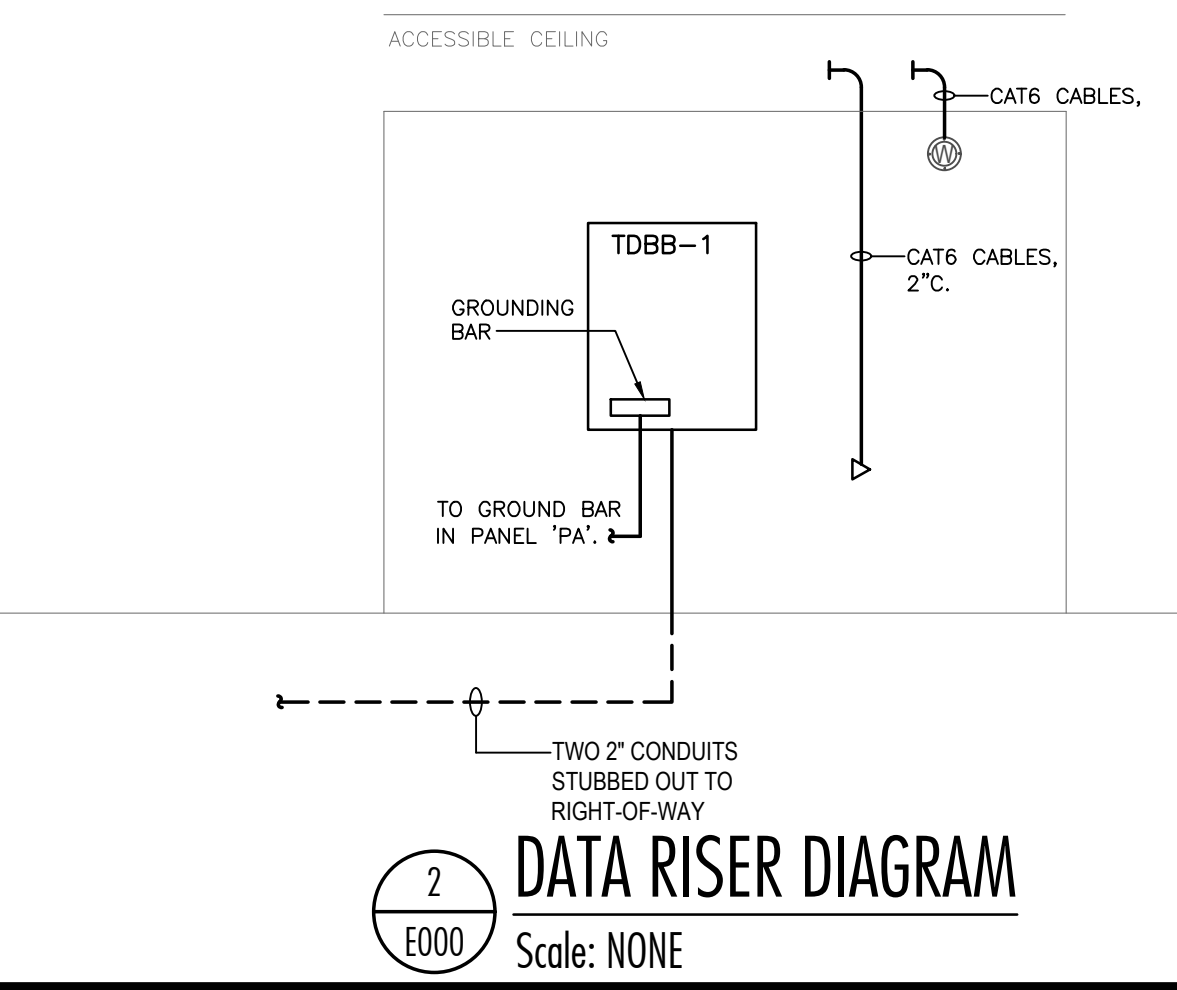 ACCESSIBLE CEILING
CAT6 CABLES,
W
TDBB-1
CAT6 CABLES,
2"C.
GROUNDING
BAR
TO GROUND BAR
IN PANEL 'PA'.
TWO 2" CONDUITS
STUBBED OUT TO
RIGHT-OF-WAY
2
E000
DATA RISER DIAGRAM
Scale: NONE